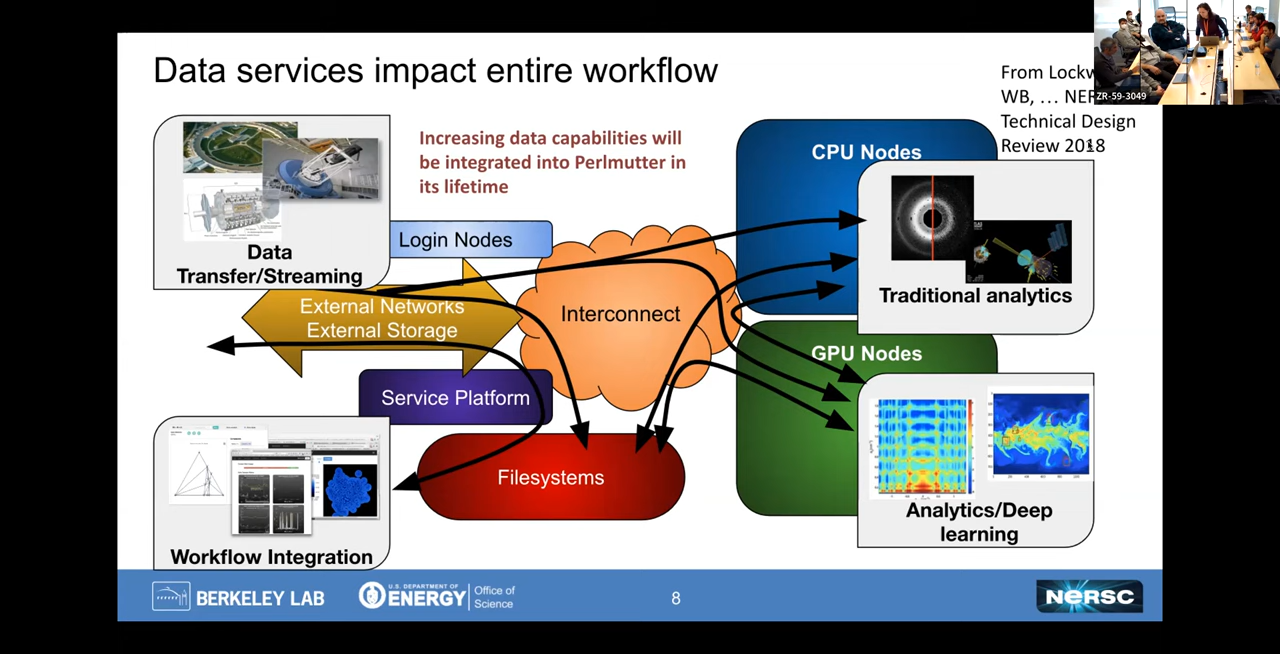 Data services impact entire workflow
From Lockw
WB, … NER
Technical Design
Review 2018
ZR-59-3049
Increasing data capabilities will
be integrated into Perlmutter in
its lifetime
Data
Transfer/Streaming
Login Nodes
External Networks
External Storage
Interconnect
CPU Nodes
Traditional analytics
GPU Nodes
Service Platform
Filesystems
Analytics/Deep
learning
Workflow Integration
BERKELEY LAB
U.S. DEPARTMENT OF
ENERGY
Office of
Science
8
NERSC